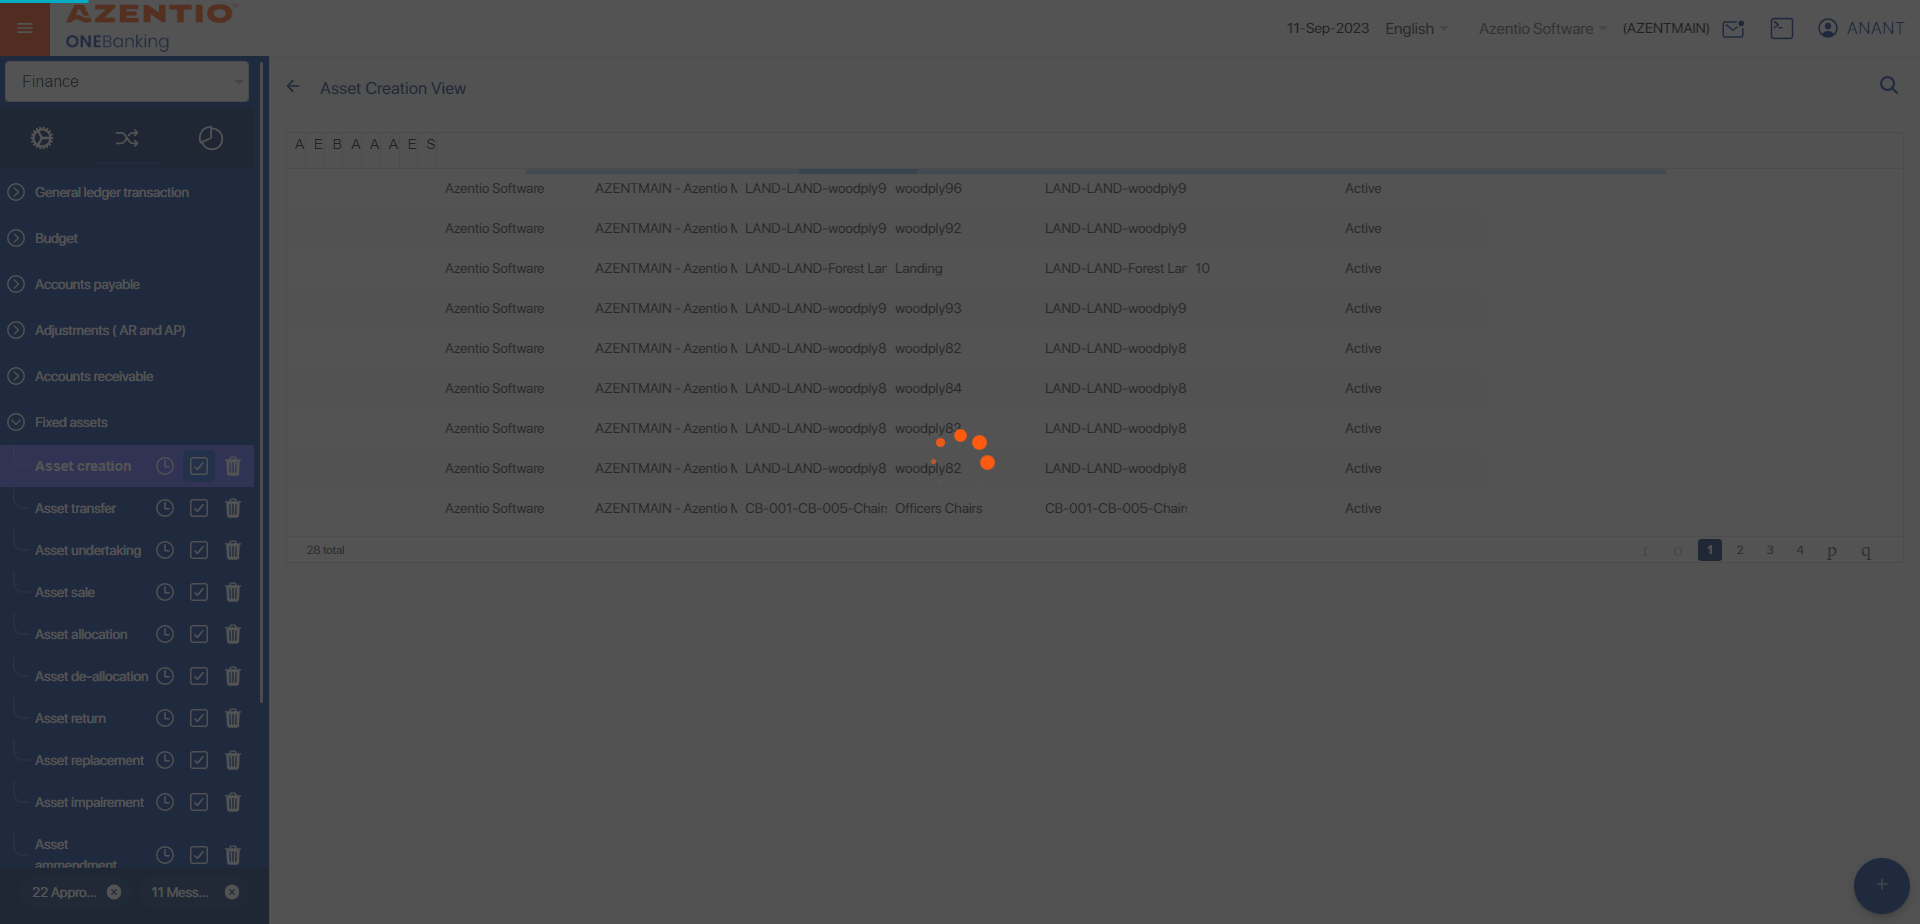 AZENTIO
ONEBanking
11-Sep-2023 English Azentio Software (AZENTMAIN) ANANT
Finance
Asset Creation View
General ledger transaction
Budget
Accounts payable
Adjustments ( AR and AP)
Accounts receivable
Fixed assets
Asset creation
Asset transfer
Asset undertaking
Asset sale
Asset allocation
Asset de-allocation
Asset return
Asset replacement
Asset impairement
Asset
ammendment
22 Appro... 11 Mess...
A E B A A A E S
Azentio Software AZENTMAIN - Azentio M LAND-LAND-woodply9 woodply96 LAND-LAND-woodply9 Active
Azentio Software AZENTMAIN - Azentio M LAND-LAND-woodply9 woodply92 LAND-LAND-woodply9 Active
Azentio Software AZENTMAIN - Azentio M LAND-LAND-Forest Lan Landing LAND-LAND-Forest Lan 10 Active
Azentio Software AZENTMAIN - Azentio M LAND-LAND-woodply9 woodply93 LAND-LAND-woodply9 Active
Azentio Software AZENTMAIN - Azentio M LAND-LAND-woodply8 woodply82 LAND-LAND-woodply8 Active
Azentio Software AZENTMAIN - Azentio M LAND-LAND-woodply8 woodply84 LAND-LAND-woodply8 Active
Azentio Software AZENTMAIN - Azentio M LAND-LAND-woodply8 woodply83 LAND-LAND-woodply8 Active
Azentio Software AZENTMAIN - Azentio M LAND-LAND-woodply8 woodply82 LAND-LAND-woodply8 Active
Azentio Software AZENTMAIN - Azentio M CB-001-CB-005-Chairs Officers Chairs CB-001-CB-005-Chairs Active
28 total r o 1 2 3 4 p q